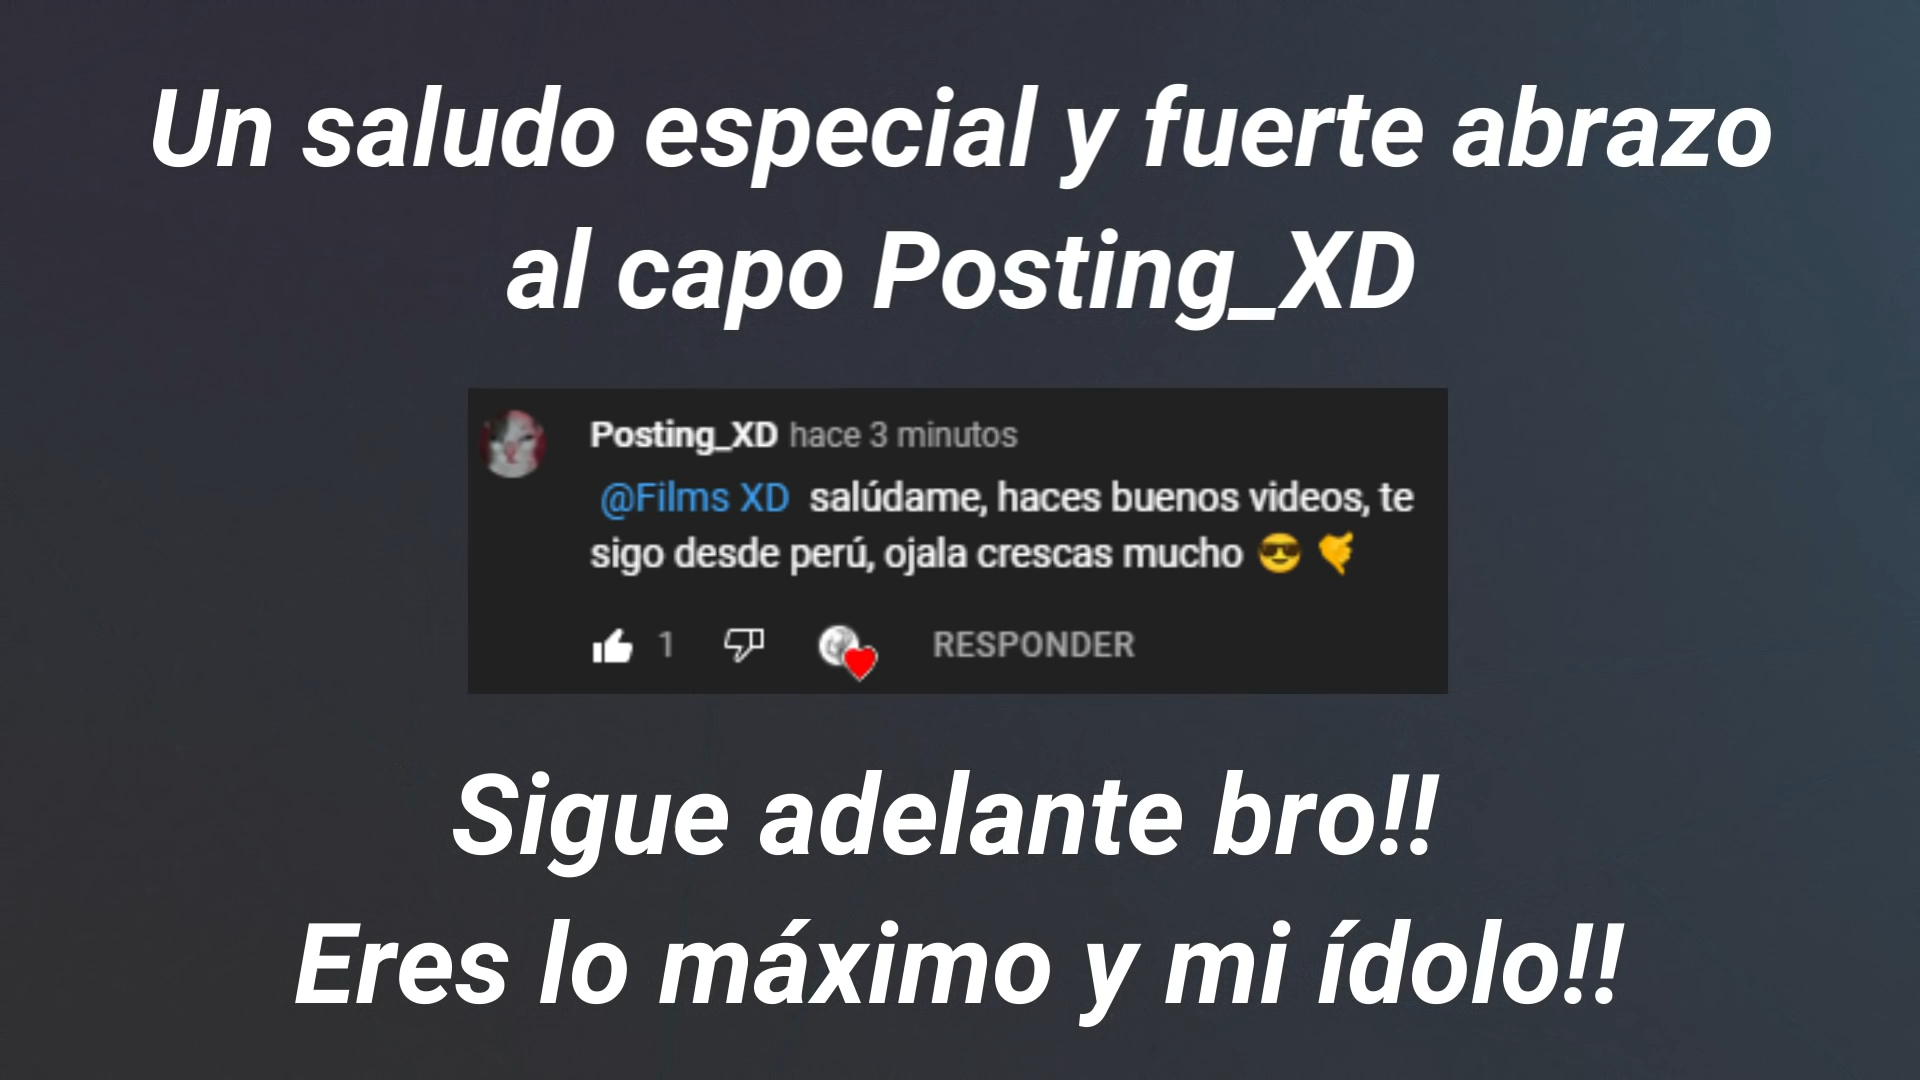 Un saludo especial y fuerte abrazo
al capo Posting_XD
Posting_XD hace 3 minutos
@Films XD salúdame, haces buenos videos, te
sigo desde perú, ojala crescas mucho 😎 🤙
1 RESPONDER
Sigue adelante bro!!
Eres lo máximo y mi ídolo!!